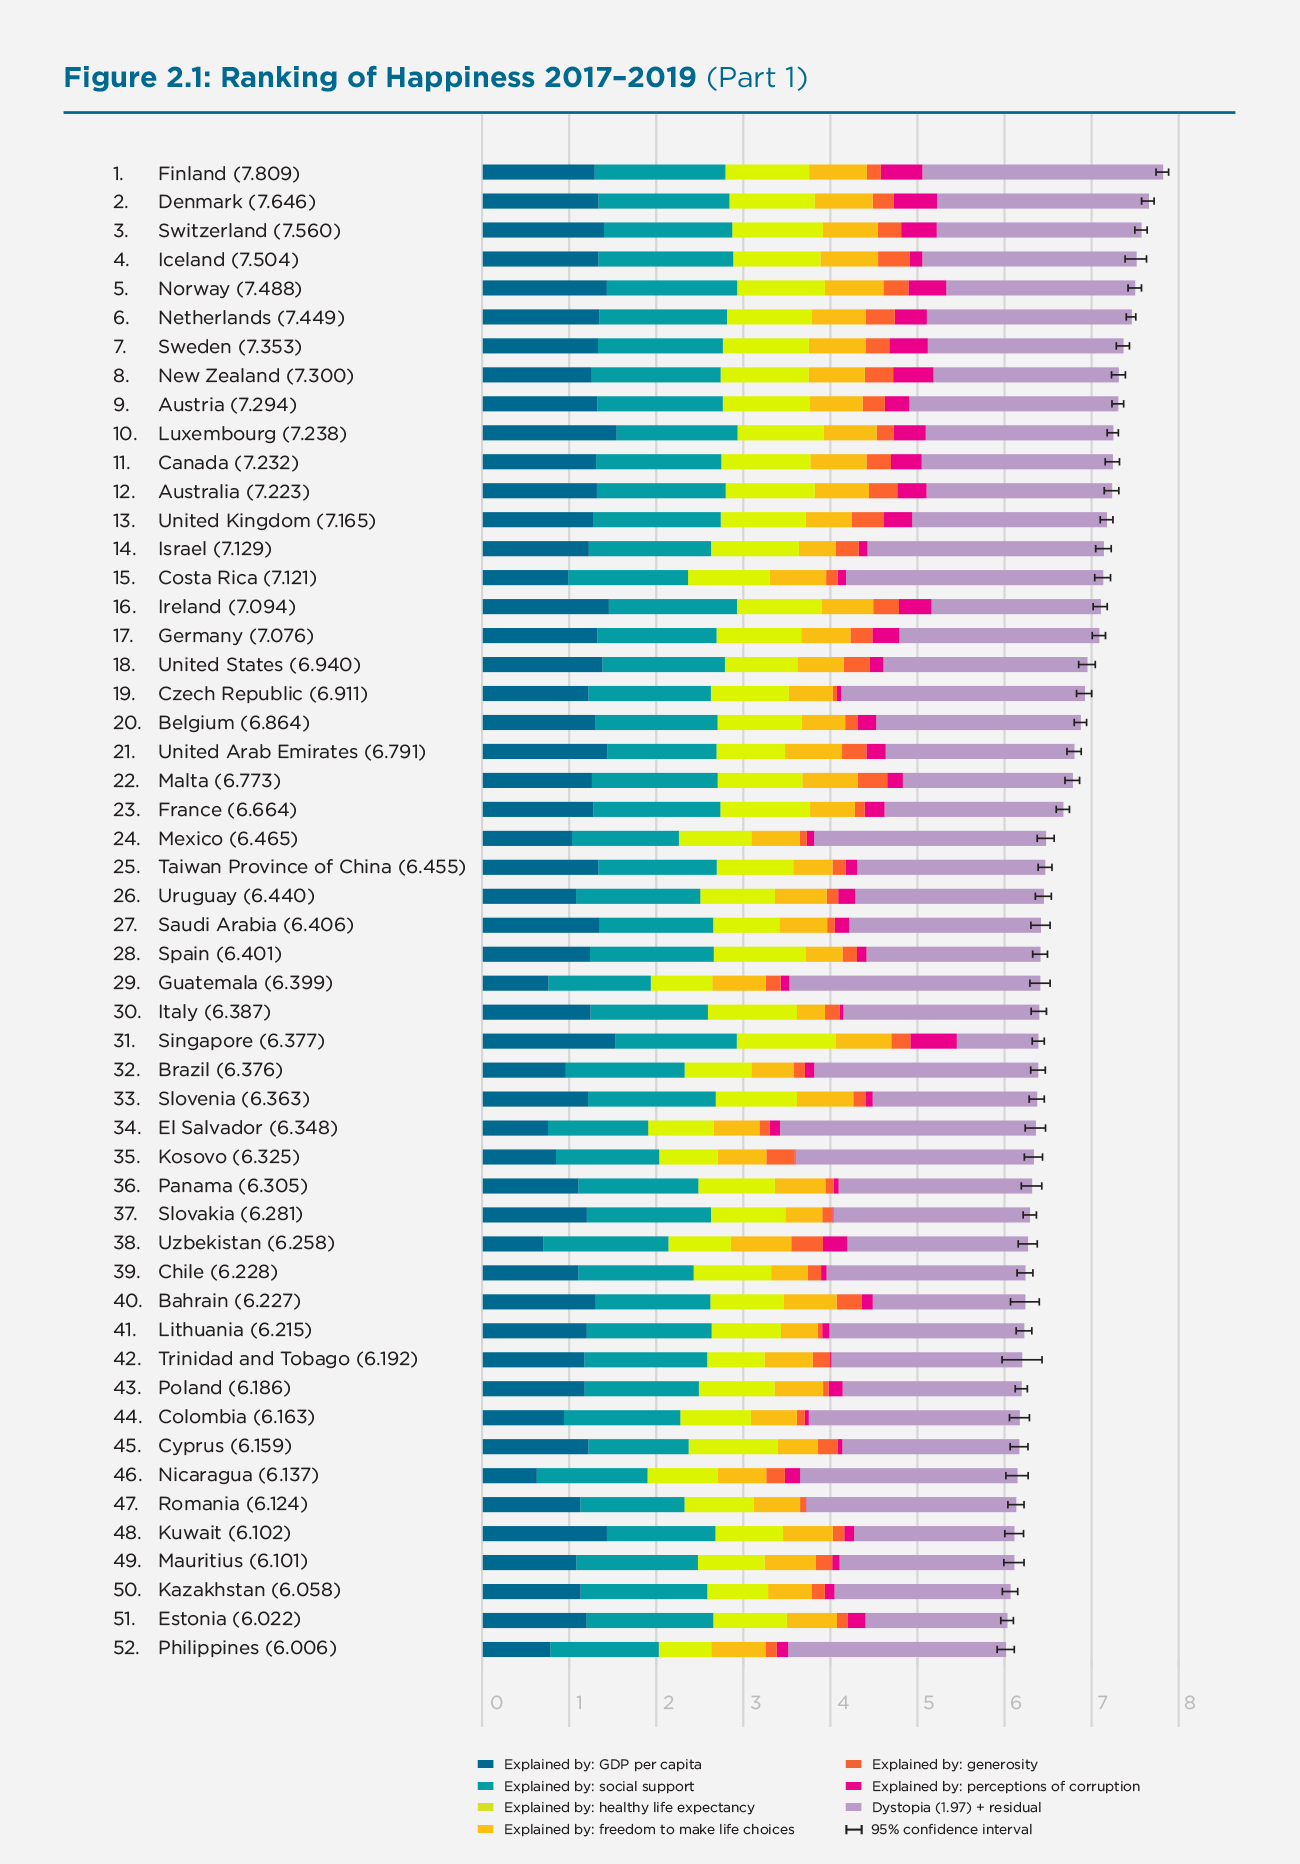 Figure 2.1: Ranking of Happiness 2017–2019 (Part 1)
1. Finland (7.809)
2. Denmark (7.646)
3. Switzerland (7.560)
4. Iceland (7.504)
5. Norway (7.488)
6. Netherlands (7.449)
7. Sweden (7.353)
8. New Zealand (7.300)
9. Austria (7.294)
10. Luxembourg (7.238)
11. Canada (7.232)
12. Australia (7.223)
13. United Kingdom (7.165)
14. Israel (7.129)
15. Costa Rica (7.121)
16. Ireland (7.094)
17. Germany (7.076)
18. United States (6.940)
19. Czech Republic (6.911)
20. Belgium (6.864)
21. United Arab Emirates (6.791)
22. Malta (6.773)
23. France (6.664)
24. Mexico (6.465)
25. Taiwan Province of China (6.455)
26. Uruguay (6.440)
27. Saudi Arabia (6.406)
28. Spain (6.401)
29. Guatemala (6.399)
30. Italy (6.387)
31. Singapore (6.377)
32. Brazil (6.376)
33. Slovenia (6.363)
34. El Salvador (6.348)
35. Kosovo (6.325)
36. Panama (6.305)
37. Slovakia (6.281)
38. Uzbekistan (6.258)
39. Chile (6.228)
40. Bahrain (6.227)
41. Lithuania (6.215)
42. Trinidad and Tobago (6.192)
43. Poland (6.186)
44. Colombia (6.163)
45. Cyprus (6.159)
46. Nicaragua (6.137)
47. Romania (6.124)
48. Kuwait (6.102)
49. Mauritius (6.101)
50. Kazakhstan (6.058)
51. Estonia (6.022)
52. Philippines (6.006)
0 1 2 3 4 5 6 7 8
Explained by: GDP per capita
Explained by: social support
Explained by: healthy life expectancy
Explained by: freedom to make life choices
Explained by: generosity
Explained by: perceptions of corruption
Dystopia (1.97) + residual
95% confidence interval